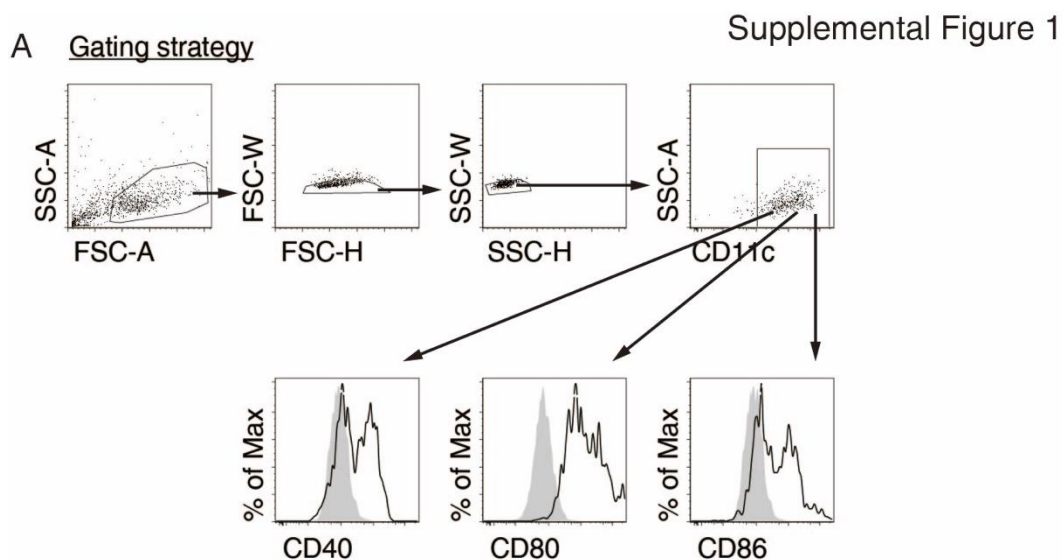 Supplemental Figure 1
A Gating strategy
SSC-A
FSC-A
FSC-W
FSC-H
SSC-W
SSC-H
SSC-A
CD11c
% of Max
CD40
% of Max
CD80
% of Max
CD86